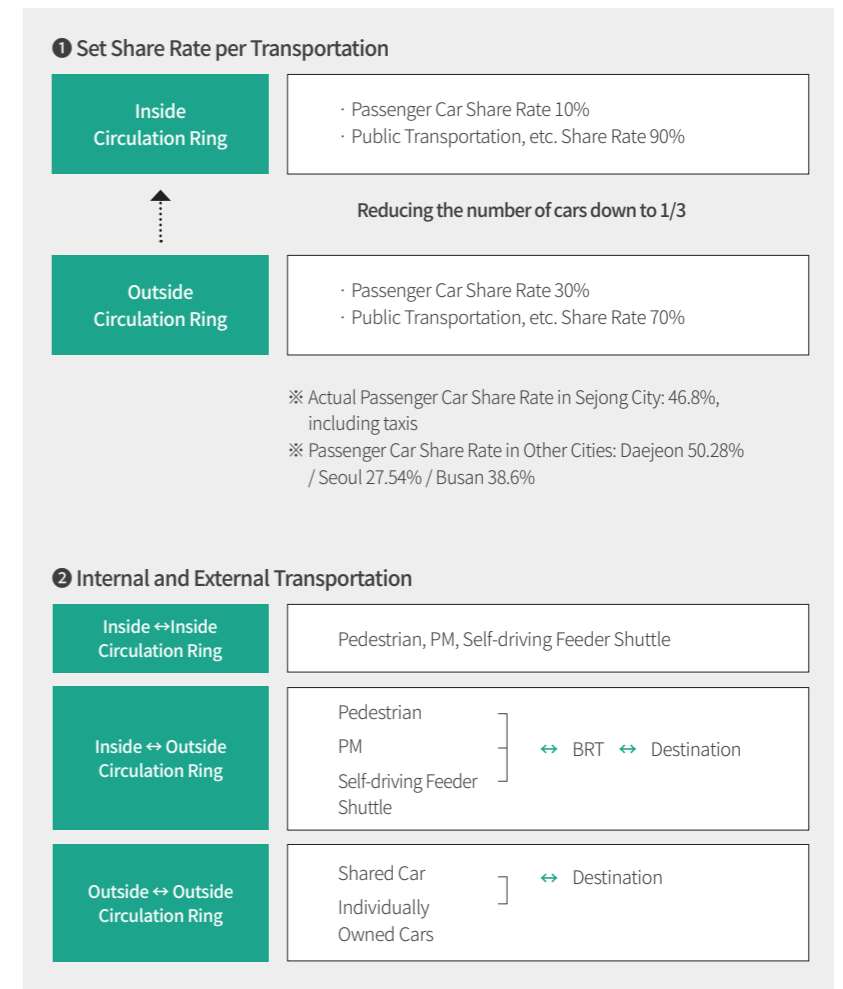 ❶ Set Share Rate per Transportation
Inside
Circulation Ring
· Passenger Car Share Rate 10%
· Public Transportation, etc. Share Rate 90%
Reducing the number of cars down to 1/3
Outside
Circulation Ring
· Passenger Car Share Rate 30%
· Public Transportation, etc. Share Rate 70%
※ Actual Passenger Car Share Rate in Sejong City: 46.8%,
including taxis
※ Passenger Car Share Rate in Other Cities: Daejeon 50.28%
/ Seoul 27.54% / Busan 38.6%
❷ Internal and External Transportation
Inside ↔Inside
Circulation Ring
Pedestrian, PM, Self-driving Feeder Shuttle
Inside ↔ Outside
Circulation Ring
Pedestrian
PM
Self-driving Feeder
Shuttle
↔ BRT ↔ Destination
Outside ↔ Outside
Circulation Ring
Shared Car
Individually
Owned Cars
↔ Destination